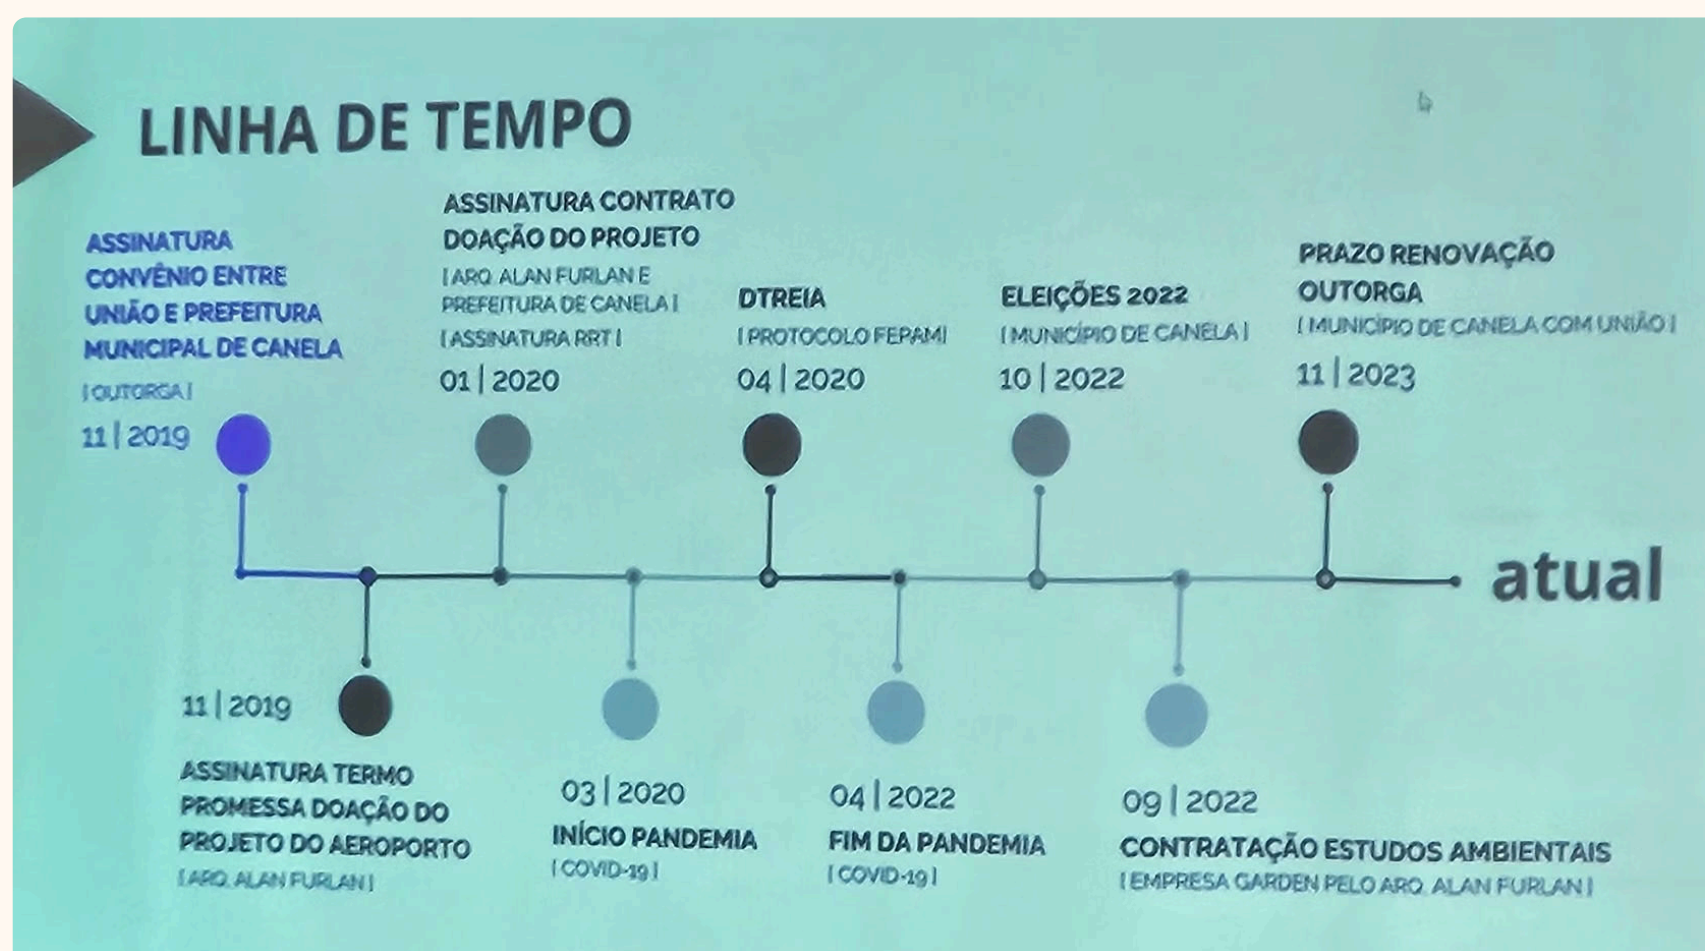 LINHA DE TEMPO
ASSINATURA
CONVÊNIO ENTRE
UNIÃO E PREFEITURA
MUNICIPAL DE CANELA
| OUTORGA |
11 | 2019
ASSINATURA CONTRATO
DOAÇÃO DO PROJETO
| ARQ. ALAN FURLAN E
PREFEITURA DE CANELA |
| ASSINATURA RRT |
01 | 2020
DTREIA
| PROTOCOLO FEPAM |
04 | 2020
ELEIÇÕES 2022
| MUNICÍPIO DE CANELA |
10 | 2022
PRAZO RENOVAÇÃO
OUTORGA
| MUNICÍPIO DE CANELA COM UNIÃO |
11 | 2023
atual
11 | 2019
ASSINATURA TERMO
PROMESSA DOAÇÃO DO
PROJETO DO AEROPORTO
| ARQ. ALAN FURLAN |
03 | 2020
INÍCIO PANDEMIA
| COVID-19 |
04 | 2022
FIM DA PANDEMIA
| COVID-19 |
09 | 2022
CONTRATAÇÃO ESTUDOS AMBIENTAIS
| EMPRESA GARDEN PELO ARQ. ALAN FURLAN |